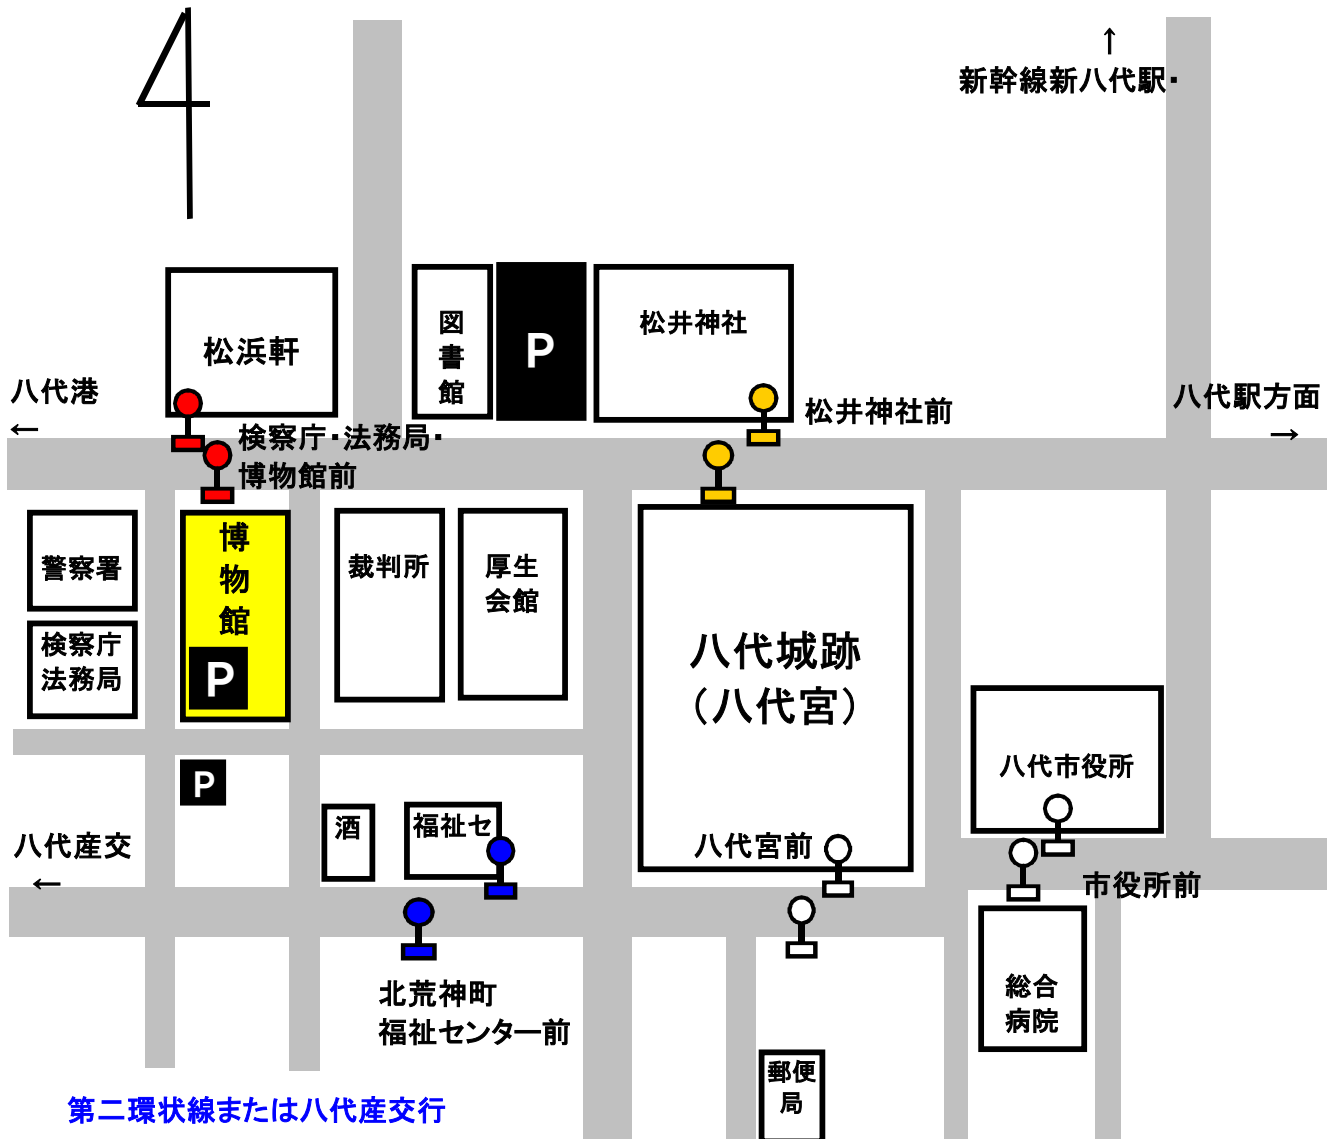 ↑
新幹線新八代駅・
松浜軒
図
書
館
P
松井神社
八代港
←
松井神社前
八代駅方面
→
検察庁・法務局・
博物館前
警察署
検察庁
法務局
博
物
館
P
裁判所
厚生
会館
八代城跡
（八代宮）
八代市役所
P
酒
福祉セ
八代宮前
八代産交
←
市役所前
北荒神町
福祉センター前
総合
病院
郵便
局
第二環状線または八代産交行